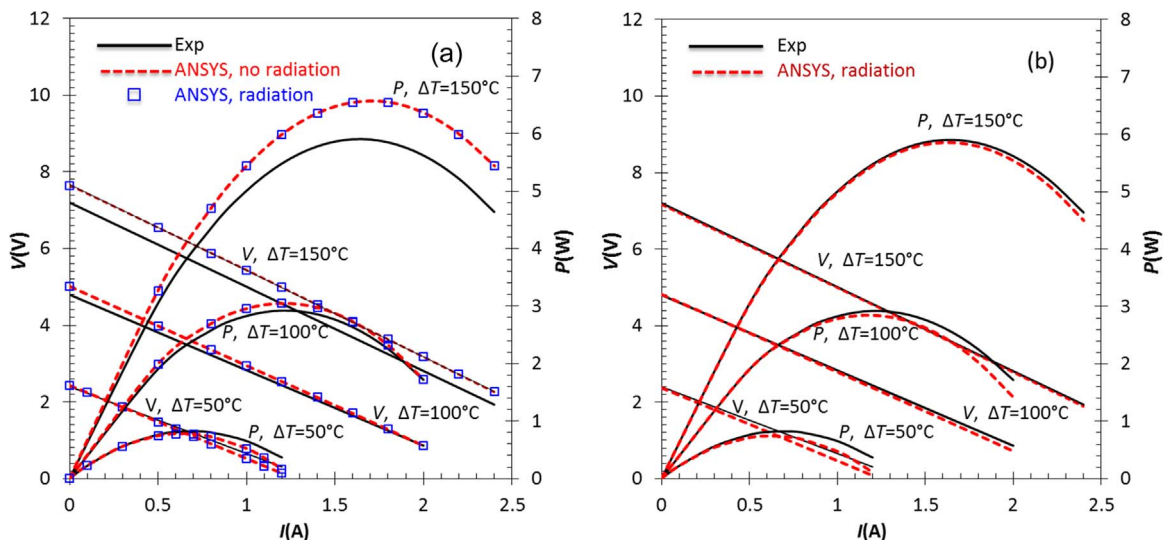 (a)
Exp
ANSYS, no radiation
ANSYS, radiation
P, ΔT=150°C
V, ΔT=150°C
P, ΔT=100°C
V, ΔT=100°C
V, ΔT=50°C
P, ΔT=50°C
V(V)
12
10
8
6
4
2
0
0
0.5
1
1.5
2
2.5
I(A)
8
7
6
5
4
3
2
1
0
P(W)
(b)
Exp
ANSYS, radiation
P, ΔT=150°C
V, ΔT=150°C
P, ΔT=100°C
V, ΔT=100°C
V, ΔT=50°C
P, ΔT=50°C
V(V)
12
10
8
6
4
2
0
0
0.5
1
1.5
2
2.5
I(A)
8
7
6
5
4
3
2
1
0
P(W)